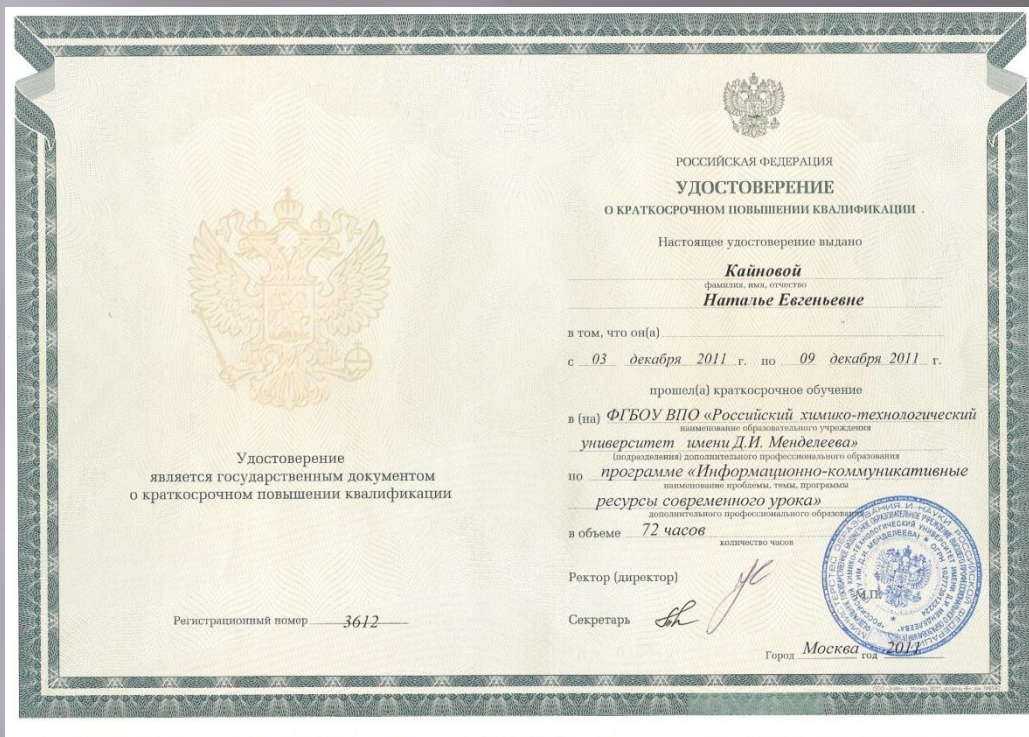 Удостоверение
является государственным документом
о краткосрочном повышении квалификации
Регистрационный номер 3612
РОССИЙСКАЯ ФЕДЕРАЦИЯ
УДОСТОВЕРЕНИЕ
О КРАТКОСРОЧНОМ ПОВЫШЕНИИ КВАЛИФИКАЦИИ
Настоящее удостоверение выдано
Кайновой
фамилия, имя, отчество
Наталье Евгеньевне
в том, что он(а)
с 03 декабря 2011 г. по 09 декабря 2011 г.
прошел(а) краткосрочное обучение
в (на) ФГБОУ ВПО «Российский химико-технологический
наименование образовательного учреждения
университет имени Д.И. Менделеева»
(подразделения) дополнительного профессионального образования
по программе «Информационно-коммуникативные
наименование проблемы, темы, программы
ресурсы современного урока»
дополнительного профессионального образования
в объеме 72 часов
количество часов
Ректор (директор)
М.П.
Секретарь
Город Москва год 2011